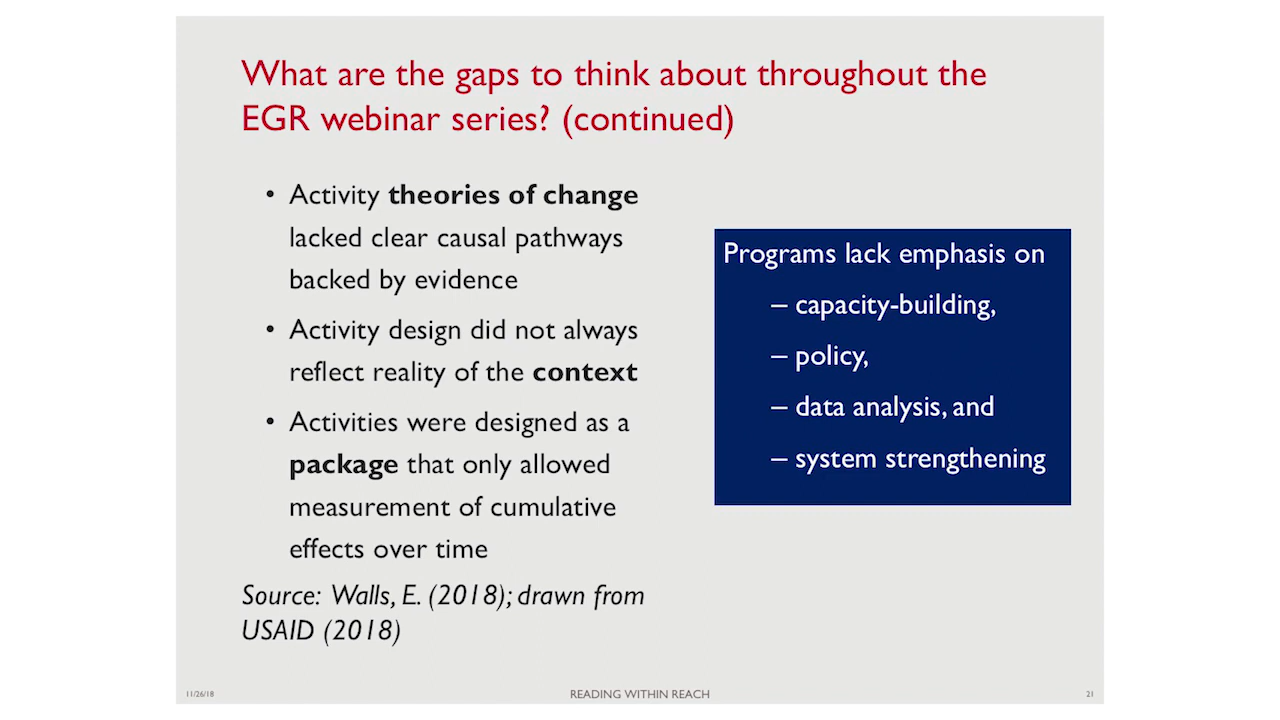 What are the gaps to think about throughout the
EGR webinar series? (continued)
• Activity theories of change
lacked clear causal pathways
backed by evidence
• Activity design did not always
reflect reality of the context
• Activities were designed as a
package that only allowed
measurement of cumulative
effects over time
Source: Walls, E. (2018); drawn from
USAID (2018)
Programs lack emphasis on
– capacity-building,
– policy,
– data analysis, and
– system strengthening
11/26/18
READING WITHIN REACH
21